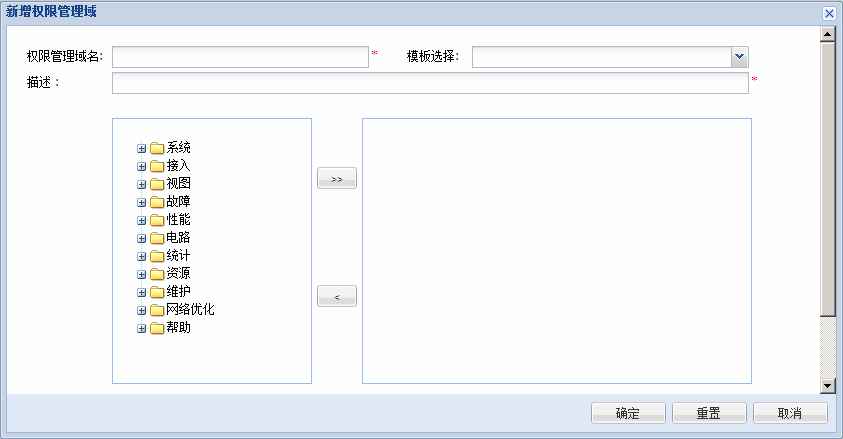 新增权限管理域
权限管理域名: * 模板选择:
描述 : *
系统
接入
视图
故障
>>
性能
电路
统计
资源
维护
<
网络优化
帮助
确定 重置 取消